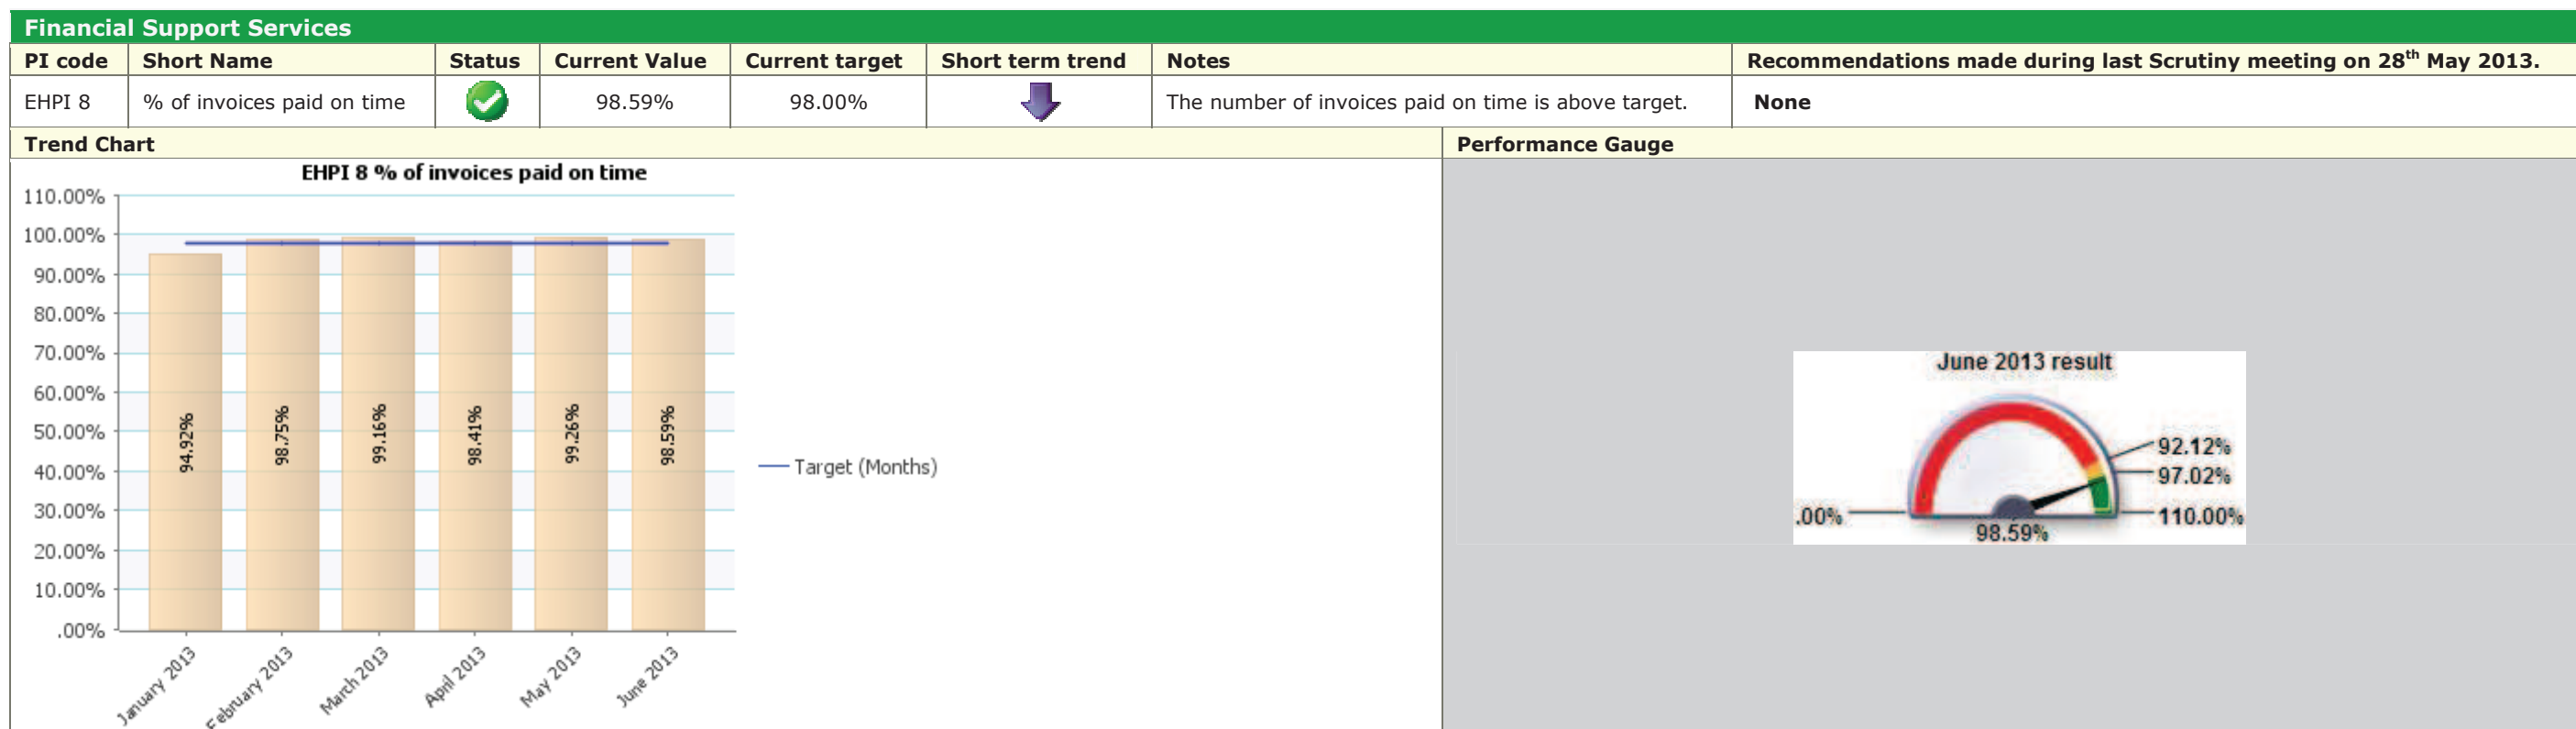 Financial Support Services
PI code Short Name Status Current Value Current target Short term trend Notes Recommendations made during last Scrutiny meeting on 28th May 2013.
EHPI 8 % of invoices paid on time 98.59% 98.00% The number of invoices paid on time is above target. None
Trend Chart Performance Gauge
EHPI 8 % of invoices paid on time
110.00%
100.00%
90.00%
80.00%
70.00%
60.00%
50.00%
40.00%
30.00%
20.00%
10.00%
.00%
94.92%
98.75%
99.16%
98.41%
99.26%
98.59%
January 2013
February 2013
March 2013
April 2013
May 2013
June 2013
Target (Months)
June 2013 result
92.12%
97.02%
.00%
110.00%
98.59%